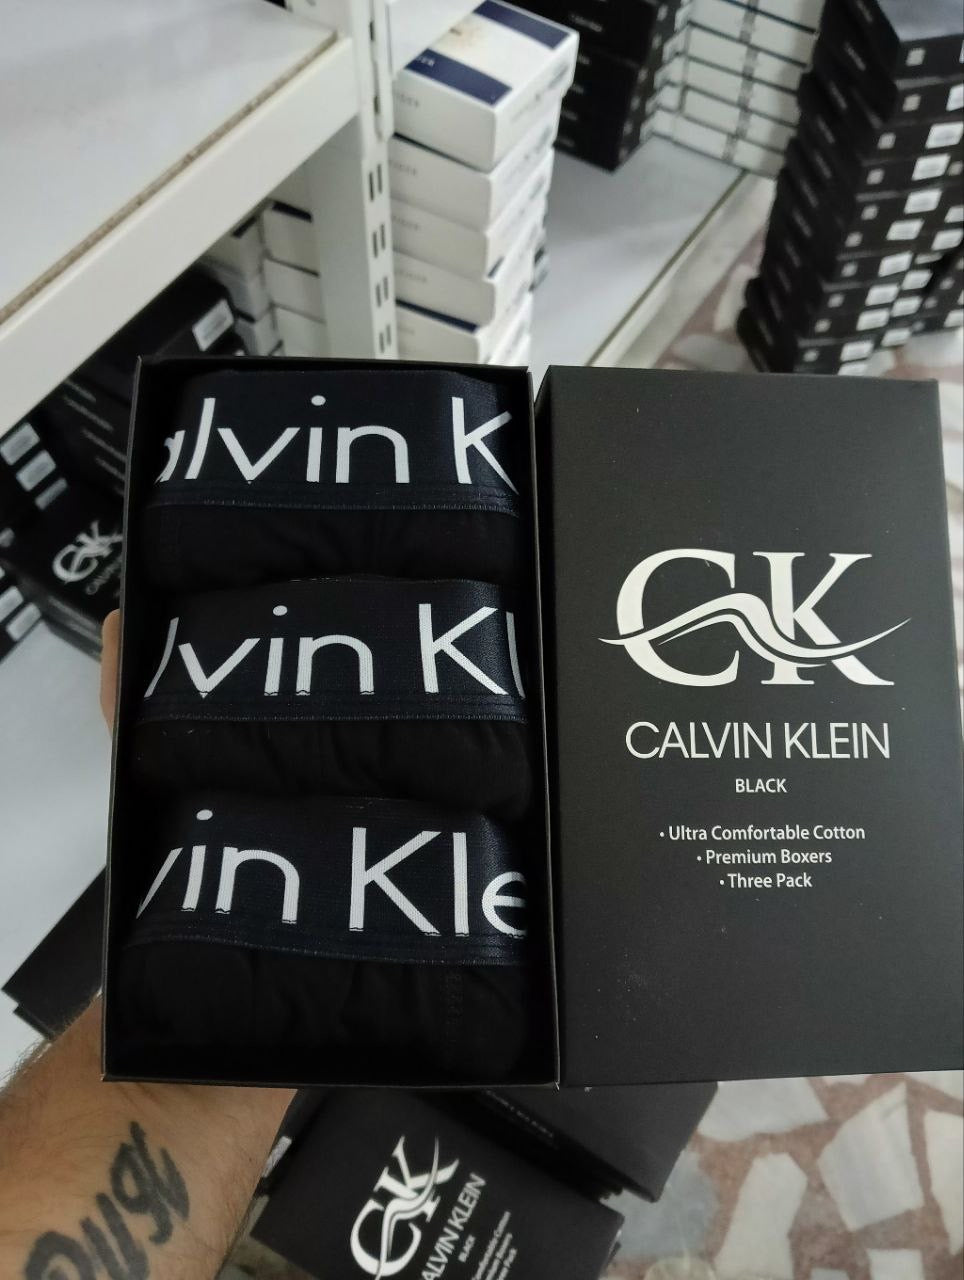 alvin K
lvin Kl
vin Kle
CK
CALVIN KLEIN
BLACK
• Ultra Comfortable Cotton
• Premium Boxers
• Three Pack
CK
CK
CALVIN KLEIN
BLACK